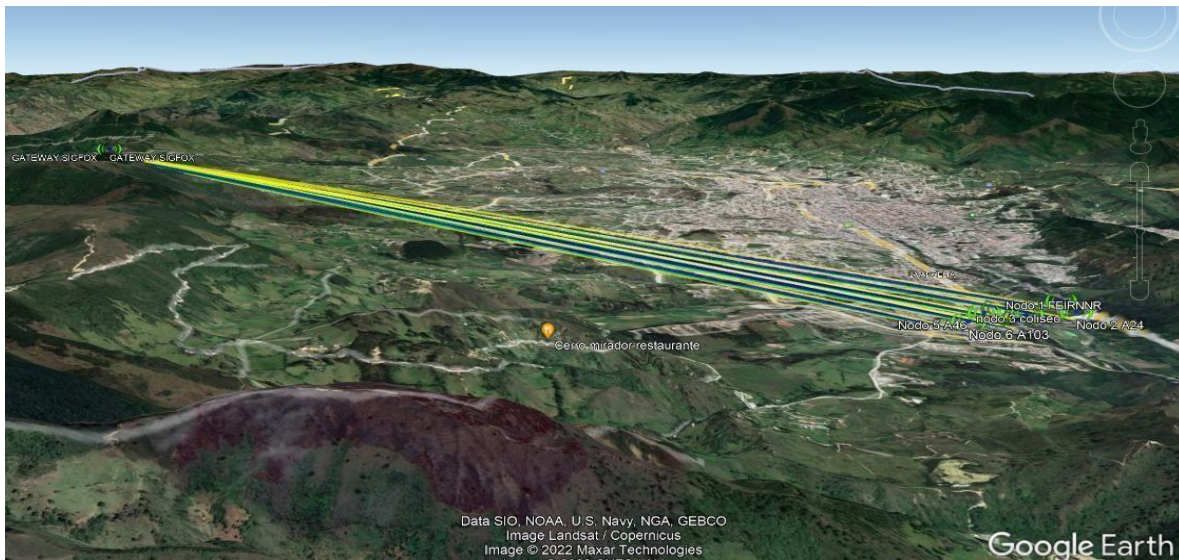 GATEWAY SIGFOX GATEWAY SIGFOX
Nodo 1 FEIRNNR
nodo 3 coliseo
Nodo 5 A46
Nodo 2 A24
Nodo 6 A103
Cerro mirador restaurante
Data SIO, NOAA, U.S. Navy, NGA, GEBCO
Image Landsat / Copernicus
Image © 2022 Maxar Technologies
Google Earth